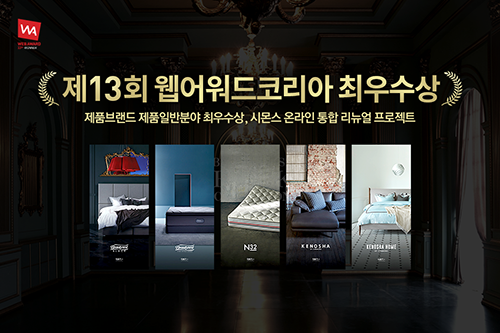 WA
WEB AWARD
제13회 웹어워드코리아 최우수상
제품브랜드 제품일반분야 최우수상, 시몬스 온라인 통합 리뉴얼 프로젝트
N32
KENOSHA
KENOSHA HOME